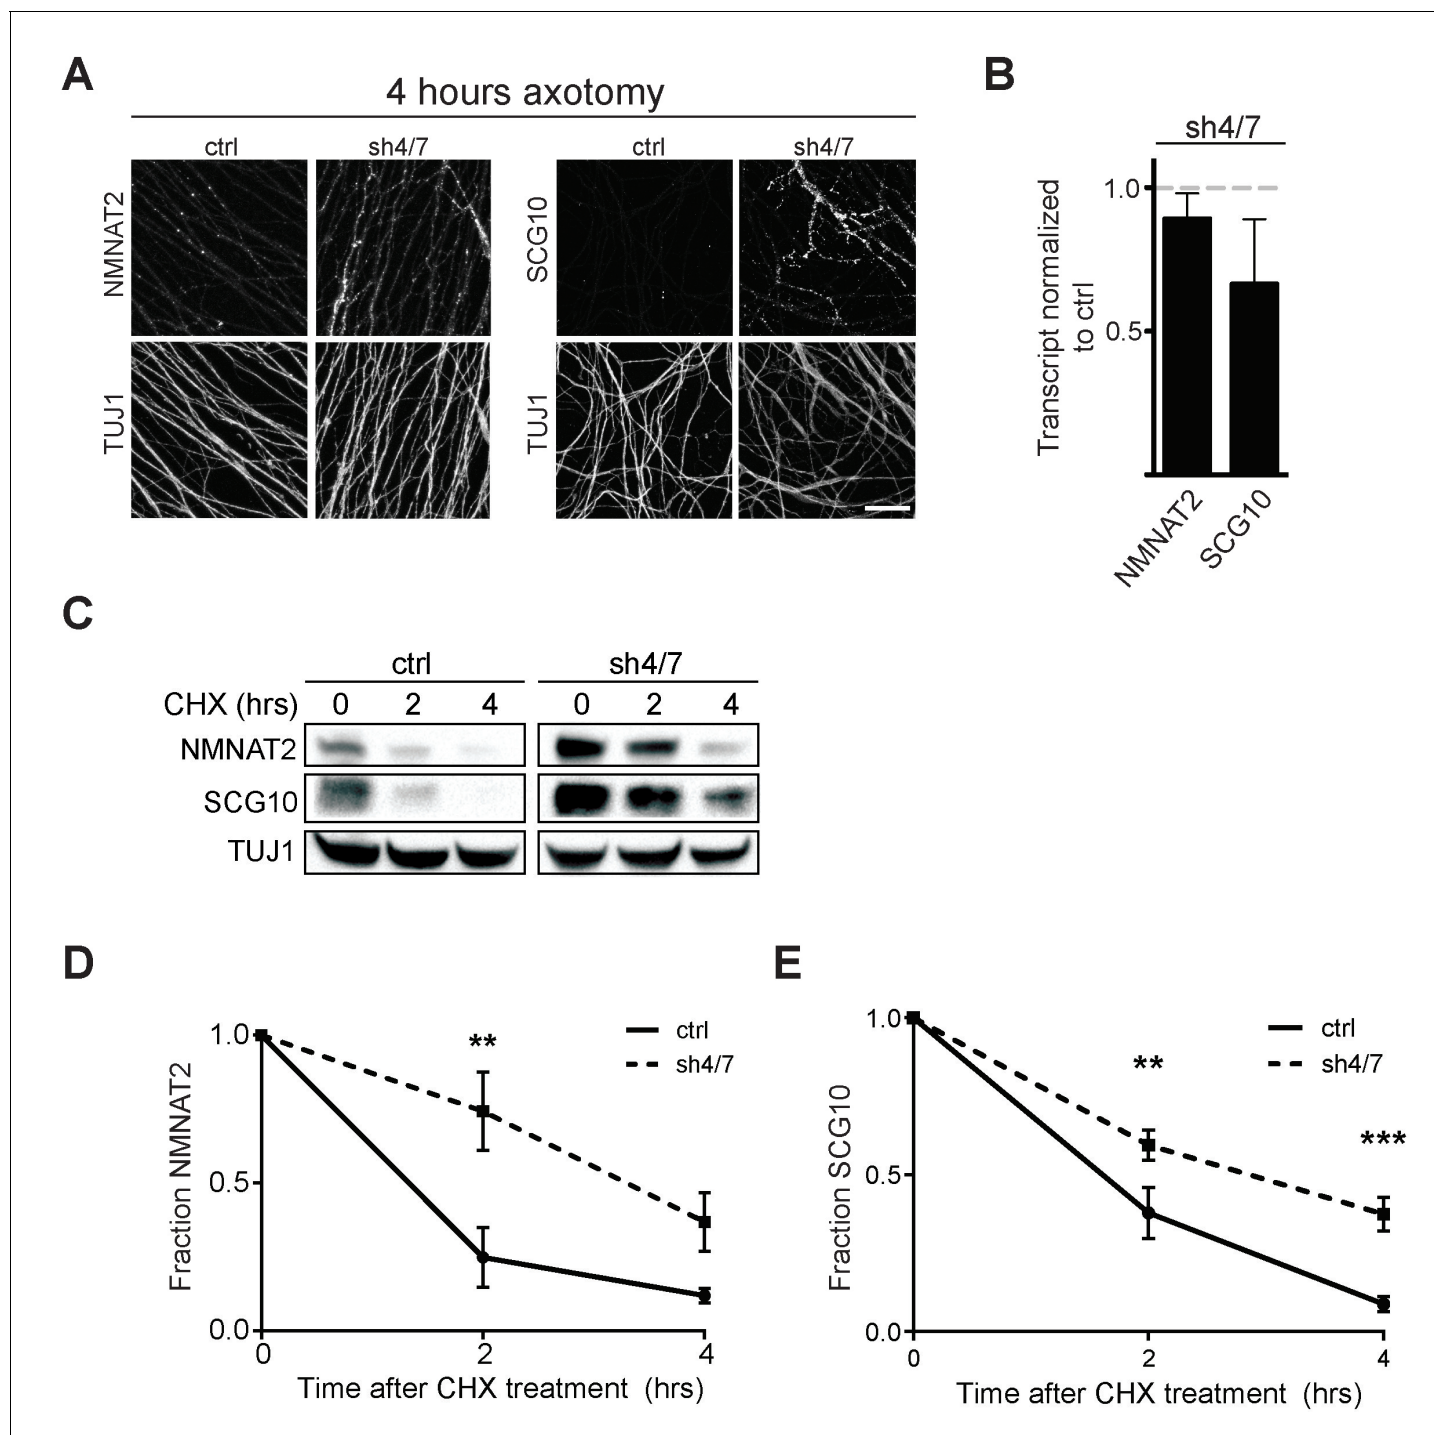 A
4 hours axotomy
ctrl
sh4/7
ctrl
sh4/7
NMNAT2
SCG10
TUJ1
TUJ1
B
sh4/7
Transcript normalized
to ctrl
1.0
0.5
NMNAT2
SCG10
C
ctrl
sh4/7
CHX (hrs) 0 2 4 0 2 4
NMNAT2
SCG10
TUJ1
D
Fraction NMNAT2
1.0
0.5
0.0
**
ctrl
sh4/7
0 2 4
Time after CHX treatment (hrs)
E
Fraction SCG10
1.0
0.5
0.0
**
***
ctrl
sh4/7
0 2 4
Time after CHX treatment (hrs)